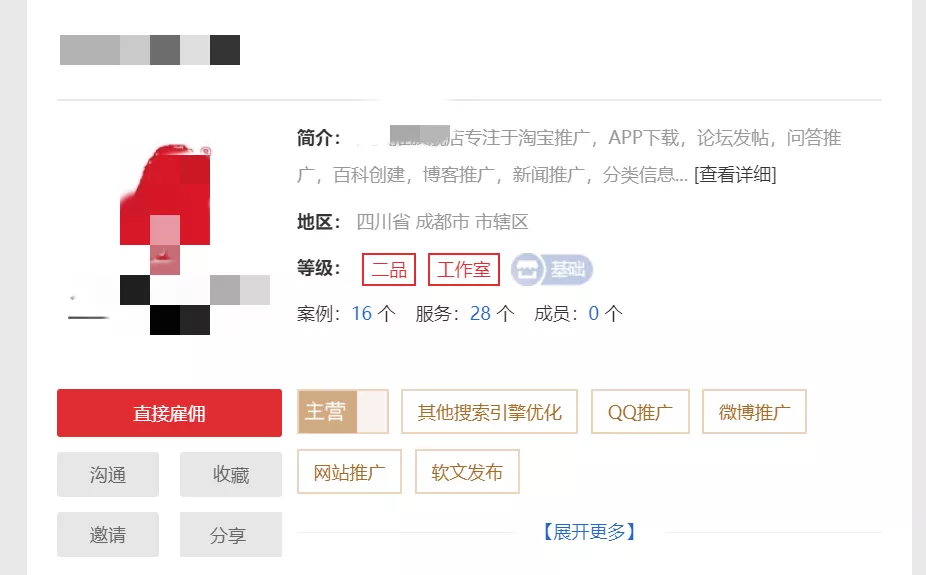 简介：店专注于淘宝推广，APP下载，论坛发帖，问答推
广，百科创建，博客推广，新闻推广，分类信息... [查看详细]
地区： 四川省 成都市 市辖区
等级： 二品 工作室 基础
案例：16 个 服务：28 个 成员：0 个
直接雇佣
主营 其他搜索引擎优化 QQ推广 微博推广
沟通 收藏
网站推广 软文发布
邀请 分享
【展开更多】